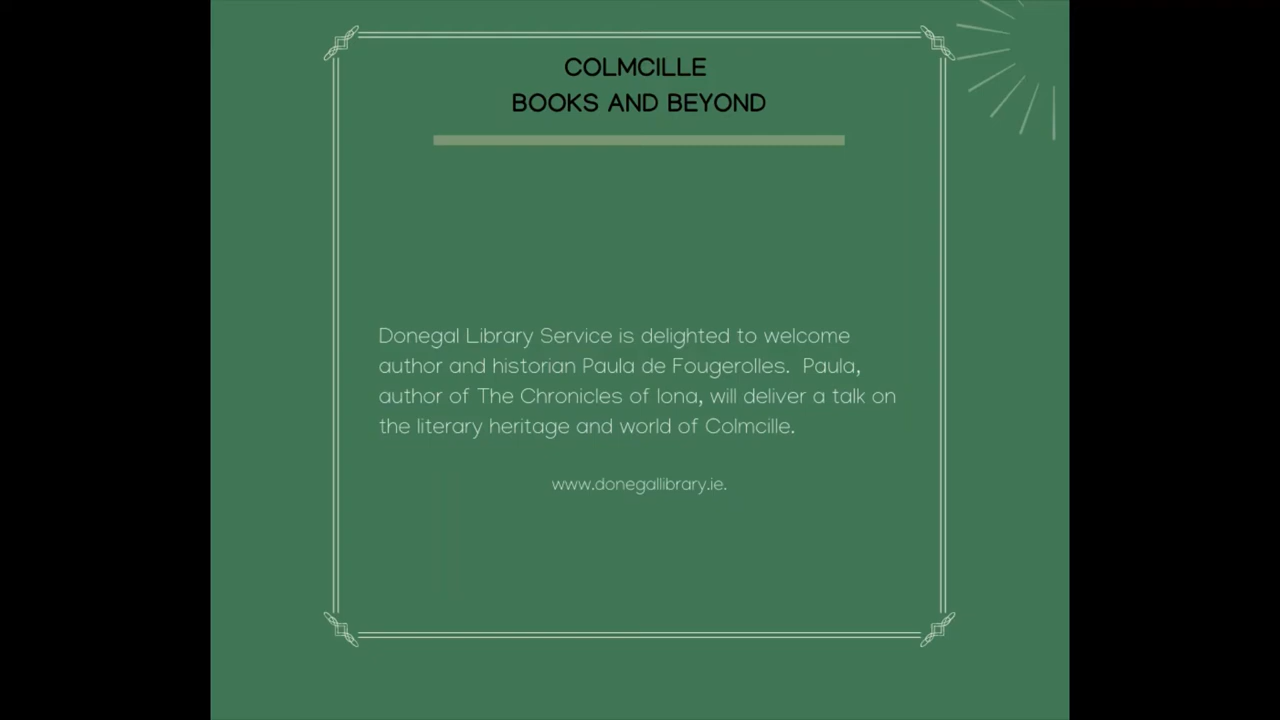 COLMCILLE
BOOKS AND BEYOND
Donegal Library Service is delighted to welcome
author and historian Paula de Fougerolles.  Paula,
author of The Chronicles of Iona, will deliver a talk on
the literary heritage and world of Colmcille.
www.donegallibrary.ie.